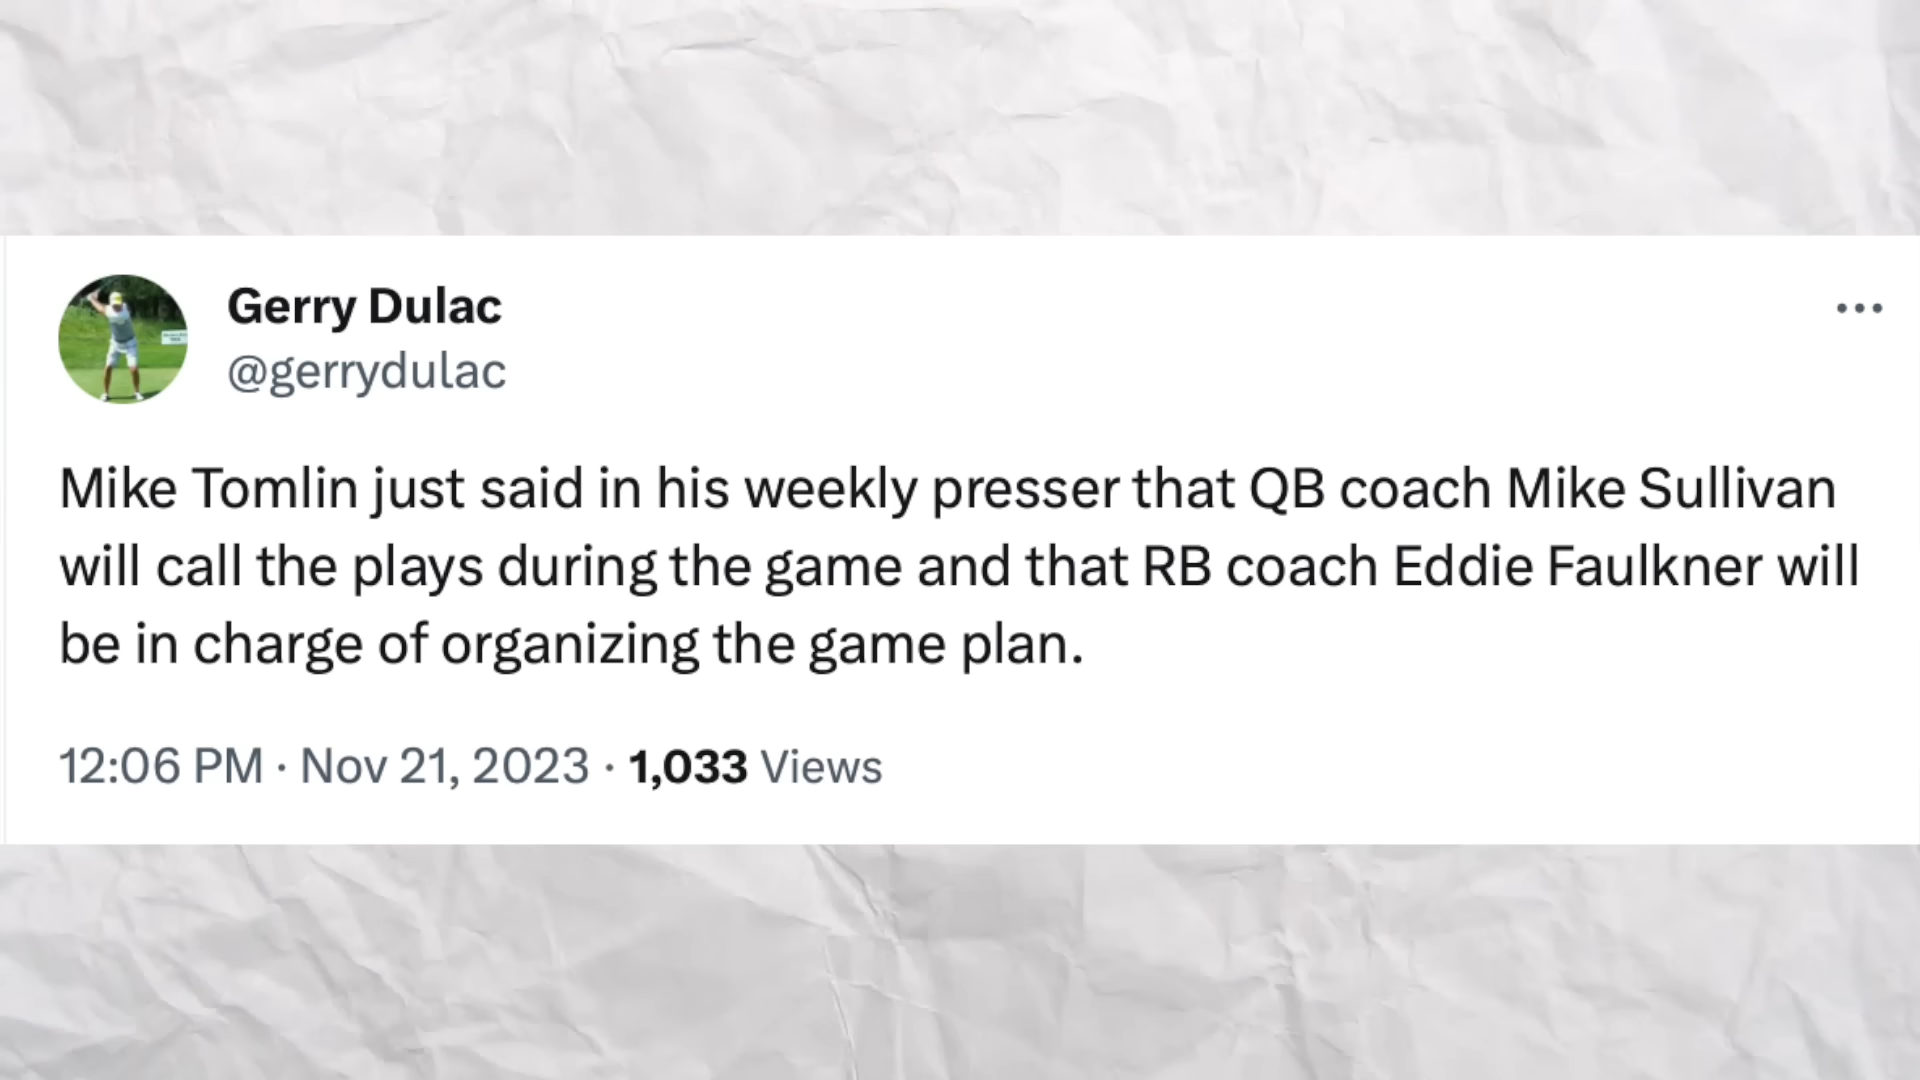 Gerry Dulac
@gerrydulac
Mike Tomlin just said in his weekly presser that QB coach Mike Sullivan
will call the plays during the game and that RB coach Eddie Faulkner will
be in charge of organizing the game plan.
12:06 PM · Nov 21, 2023 · 1,033 Views